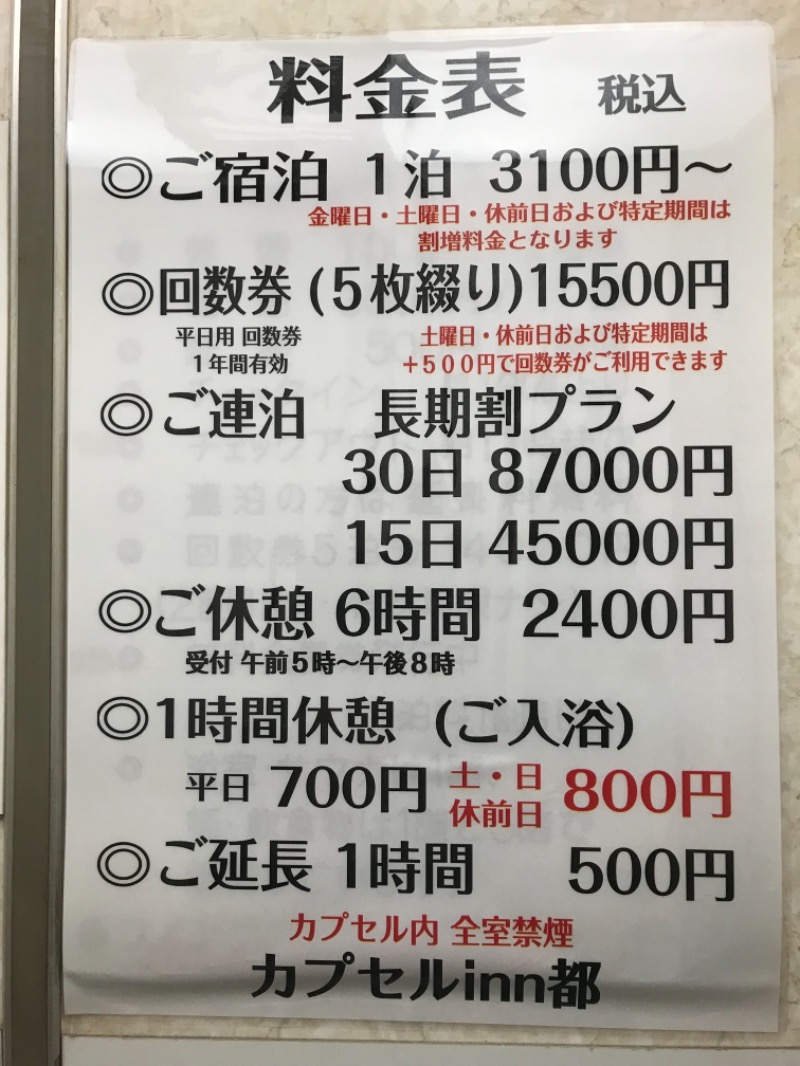 料金表 税込
◎ご宿泊 1泊 3100円～
金曜日・土曜日・休前日および特定期間は
割増料金となります
◎回数券(5枚綴り)15500円
平日用 回数券
1年間有効
土曜日・休前日および特定期間は
+500円で回数券がご利用できます
◎ご連泊 長期割プラン
30日 87000円
15日 45000円
◎ご休憩 6時間 2400円
受付 午前5時～午後8時
◎1時間休憩 (ご入浴)
平日 700円 土・日 休前日 800円
◎ご延長 1時間 500円
カプセル内 全室禁煙
カプセルinn都